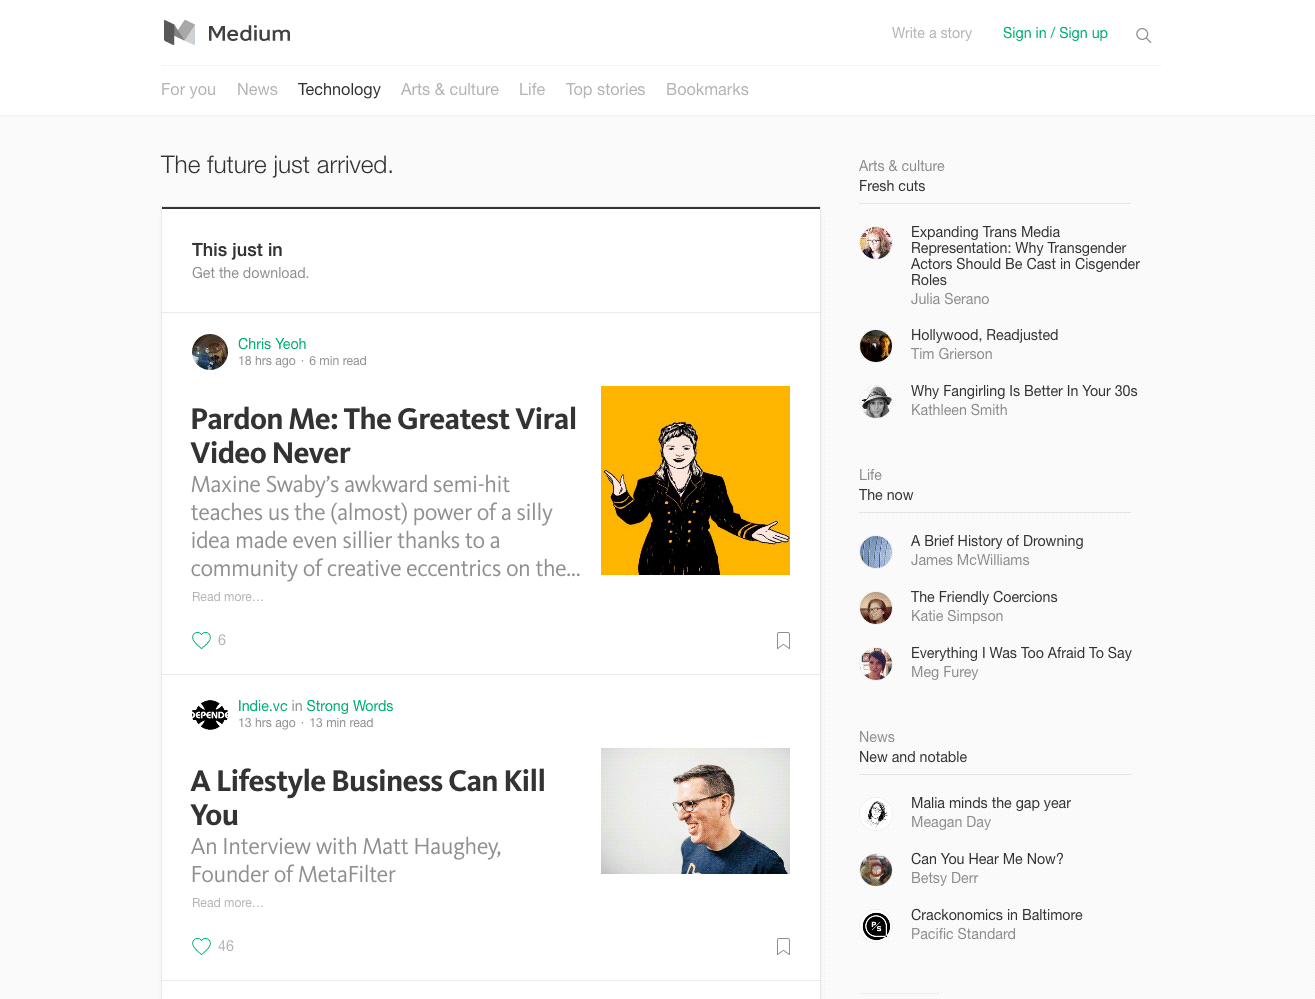 Medium
Write a story
Sign in / Sign up
For you
News
Technology
Arts & culture
Life
Top stories
Bookmarks
The future just arrived.
This just in
Get the download.
Chris Yeoh
18 hrs ago · 6 min read
Pardon Me: The Greatest Viral
Video Never
Maxine Swaby’s awkward semi-hit
teaches us the (almost) power of a silly
idea made even sillier thanks to a
community of creative eccentrics on the...
Read more...
6
DEPENDE
Indie.vc in Strong Words
13 hrs ago · 13 min read
A Lifestyle Business Can Kill
You
An Interview with Matt Haughey,
Founder of MetaFilter
Read more...
46
Arts & culture
Fresh cuts
Expanding Trans Media
Representation: Why Transgender
Actors Should Be Cast in Cisgender
Roles
Julia Serano
Hollywood, Readjusted
Tim Grierson
Why Fangirling Is Better In Your 30s
Kathleen Smith
Life
The now
A Brief History of Drowning
James McWilliams
The Friendly Coercions
Katie Simpson
Everything I Was Too Afraid To Say
Meg Furey
News
New and notable
Malia minds the gap year
Meagan Day
Can You Hear Me Now?
Betsy Derr
P/S
Crackonomics in Baltimore
Pacific Standard